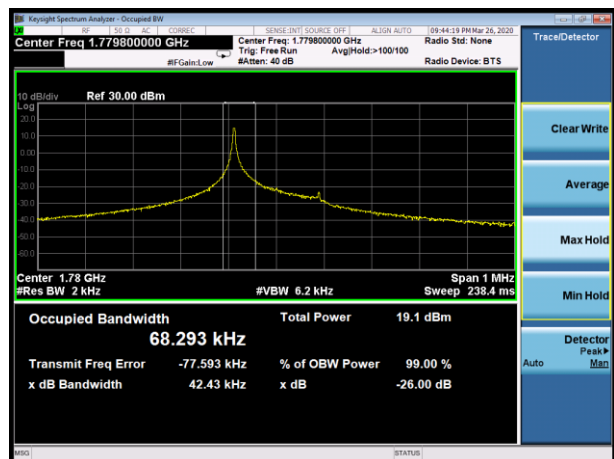 Keysight Spectrum Analyzer - Occupied BW
RF 50 Ω AC CORREC SENSE:INT SOURCE OFF ALIGN AUTO 09:44:19 PM Mar 26, 2020
Center Freq 1.779800000 GHz Center Freq: 1.779800000 GHz Radio Std: None Trace/Detector
Trig: Free Run Avg|Hold:>100/100
#IFGain:Low #Atten: 40 dB Radio Device: BTS
10 dB/div Ref 30.00 dBm
Log
20.0
10.0
0.00
-10.0
-20.0
-30.0
-40.0
-50.0
-60.0
Clear Write
Average
Max Hold
Min Hold
Center 1.78 GHz Span 1 MHz
#Res BW 2 kHz #VBW 6.2 kHz Sweep 238.4 ms
Occupied Bandwidth Total Power 19.1 dBm
68.293 kHz
Transmit Freq Error -77.593 kHz % of OBW Power 99.00 %
x dB Bandwidth 42.43 kHz x dB -26.00 dB
Detector
Peak▶
Auto Man
MSG STATUS